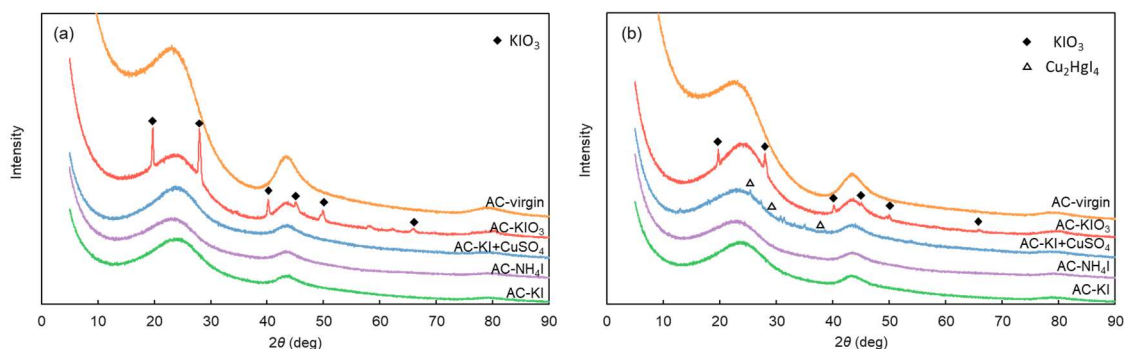 (a)
◆ KIO₃
Intensity
AC-virgin
AC-KIO₃
AC-KI+CuSO₄
AC-NH₄I
AC-KI
0 10 20 30 40 50 60 70 80 90
2θ (deg)
(b)
◆ KIO₃
△ Cu₂HgI₄
Intensity
AC-virgin
AC-KIO₃
AC-KI+CuSO₄
AC-NH₄I
AC-KI
0 10 20 30 40 50 60 70 80 90
2θ (deg)